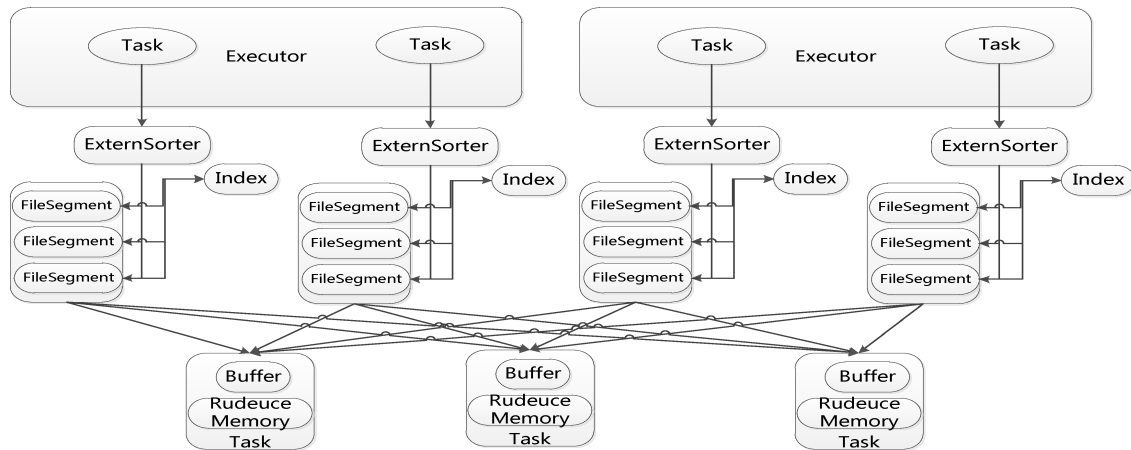 Task
Executor
Task
Task
Executor
Task
ExternSorter
ExternSorter
ExternSorter
ExternSorter
Index
Index
Index
Index
FileSegment
FileSegment
FileSegment
FileSegment
FileSegment
FileSegment
FileSegment
FileSegment
FileSegment
FileSegment
FileSegment
FileSegment
Buffer
Rudeuce
Memory
Task
Buffer
Rudeuce
Memory
Task
Buffer
Rudeuce
Memory
Task